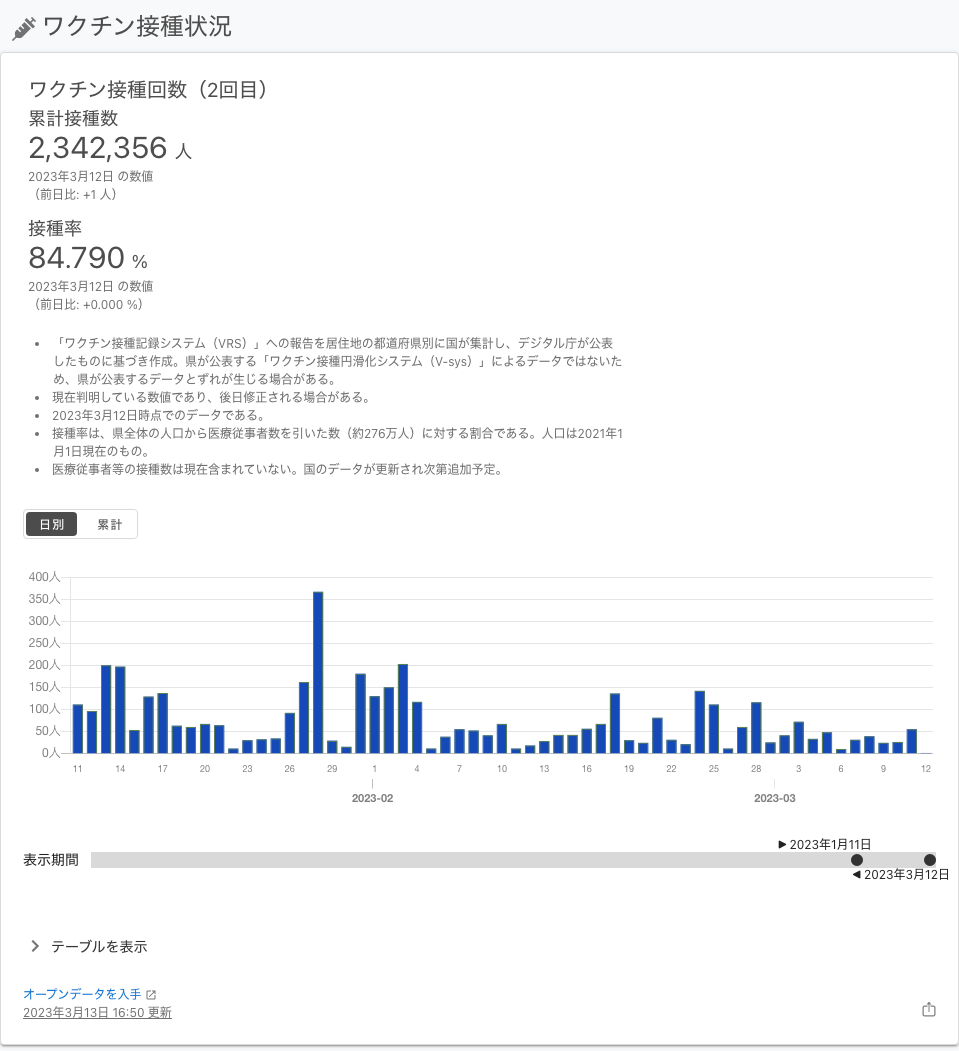 ワクチン接種状況
ワクチン接種回数（2回目）
累計接種数
2,342,356 人
2023年3月12日 の数値
（前日比: +1 人）
接種率
84.790 %
2023年3月12日 の数値
（前日比: +0.000 %）
• 「ワクチン接種記録システム（VRS）」への報告を居住地の都道府県別に国が集計し、デジタル庁が公表
したものに基づき作成。県が公表する「ワクチン接種円滑化システム（V-sys）」によるデータではないた
め、県が公表するデータとずれが生じる場合がある。
• 現在判明している数値であり、後日修正される場合がある。
• 2023年3月12日時点でのデータである。
• 接種率は、県全体の人口から医療従事者数を引いた数（約276万人）に対する割合である。人口は2021年1
月1日現在のもの。
• 医療従事者等の接種数は現在含まれていない。国のデータが更新され次第追加予定。
日別 累計
400人
350人
300人
250人
200人
150人
100人
50人
0人
11 14 17 20 23 26 29 1 4 7 10 13 16 19 22 25 28 3 6 9 12
2023-02 2023-03
2023年1月11日
表示期間
2023年3月12日
テーブルを表示
オープンデータを入手
2023年3月13日 16:50 更新